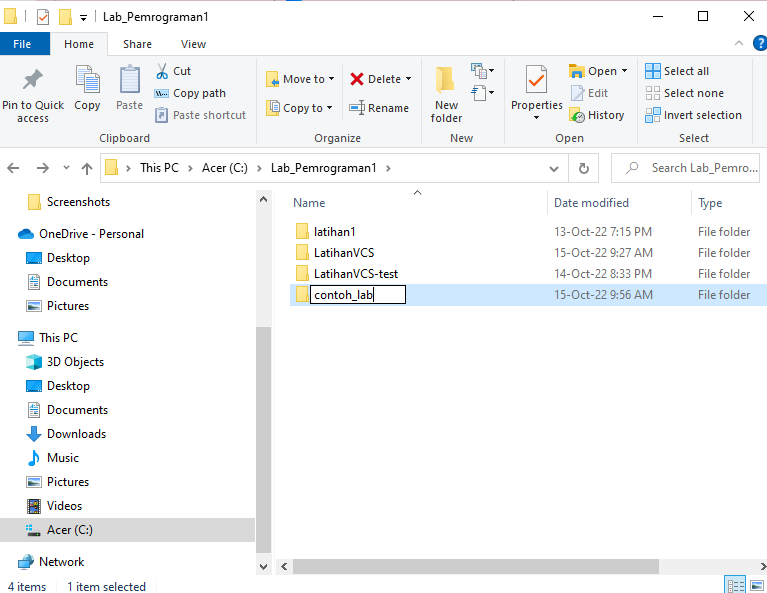 Lab_Pemrograman1
File Home Share View
Pin to Quick access
Copy
Paste
Cut
Copy path
Paste shortcut
Clipboard
Move to
Copy to
Delete
Rename
Organize
New folder
New
Properties
Open
Edit
History
Open
Select all
Select none
Invert selection
Select
This PC > Acer (C:) > Lab_Pemrograman1 >
Search Lab_Pemro...
Screenshots
OneDrive - Personal
Desktop
Documents
Pictures
This PC
3D Objects
Desktop
Documents
Downloads
Music
Pictures
Videos
Acer (C:)
Network
Name Date modified Type
latihan1 13-Oct-22 7:15 PM File folder
LatihanVCS 15-Oct-22 9:27 AM File folder
LatihanVCS-test 14-Oct-22 8:33 PM File folder
contoh_lab 15-Oct-22 9:56 AM File folder
4 items 1 item selected